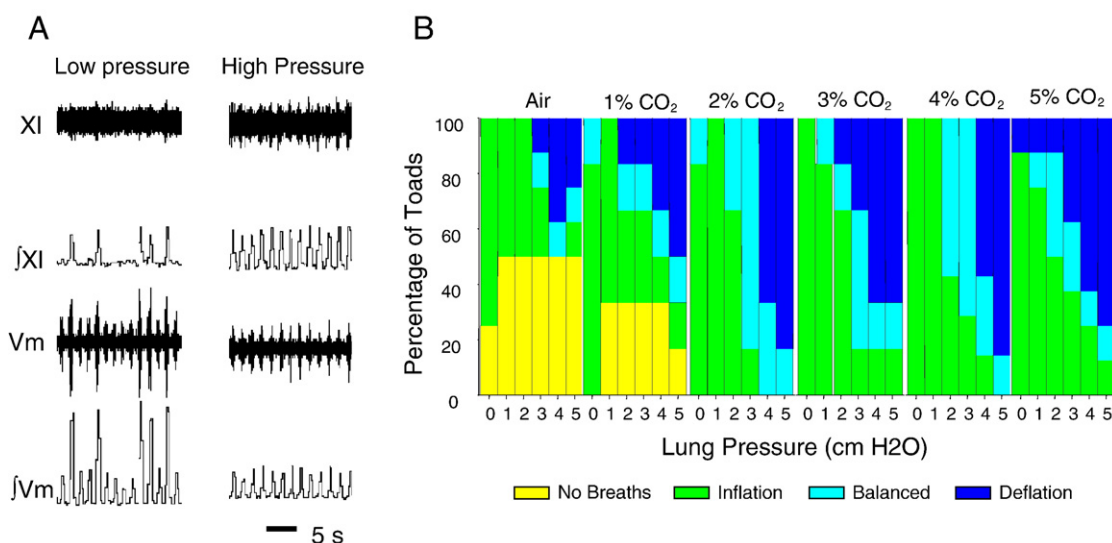 A
Low pressure High Pressure
XI
∫XI
Vm
∫Vm
5 s
B
Air 1% CO₂ 2% CO₂ 3% CO₂ 4% CO₂ 5% CO₂
Percentage of Toads
100
80
60
40
20
0
0 1 2 3 4 5 0 1 2 3 4 5 0 1 2 3 4 5 0 1 2 3 4 5 0 1 2 3 4 5 0 1 2 3 4 5
Lung Pressure (cm H2O)
No Breaths Inflation Balanced Deflation